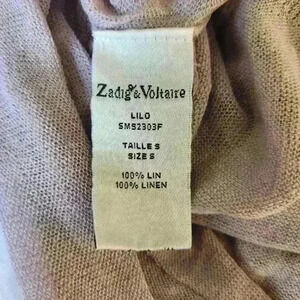 Zadig&Voltaire
LILO
SMS2303F
TAILLE S
SIZE S
100% LIN
100% LINEN